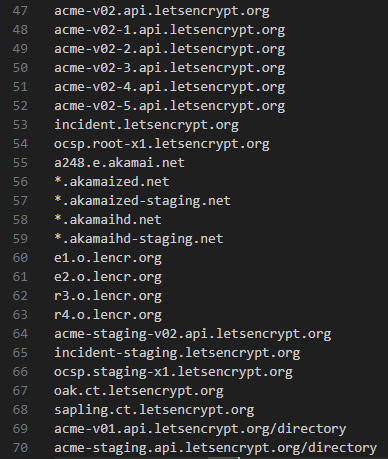 47 acme-v02.api.letsencrypt.org
48 acme-v02-1.api.letsencrypt.org
49 acme-v02-2.api.letsencrypt.org
50 acme-v02-3.api.letsencrypt.org
51 acme-v02-4.api.letsencrypt.org
52 acme-v02-5.api.letsencrypt.org
53 incident.letsencrypt.org
54 ocsp.root-x1.letsencrypt.org
55 a248.e.akamai.net
56 *.akamaized.net
57 *.akamaized-staging.net
58 *.akamaihd.net
59 *.akamaihd-staging.net
60 e1.o.lencr.org
61 e2.o.lencr.org
62 r3.o.lencr.org
63 r4.o.lencr.org
64 acme-staging-v02.api.letsencrypt.org
65 incident-staging.letsencrypt.org
66 ocsp.staging-x1.letsencrypt.org
67 oak.ct.letsencrypt.org
68 sapling.ct.letsencrypt.org
69 acme-v01.api.letsencrypt.org/directory
70 acme-staging.api.letsencrypt.org/directory